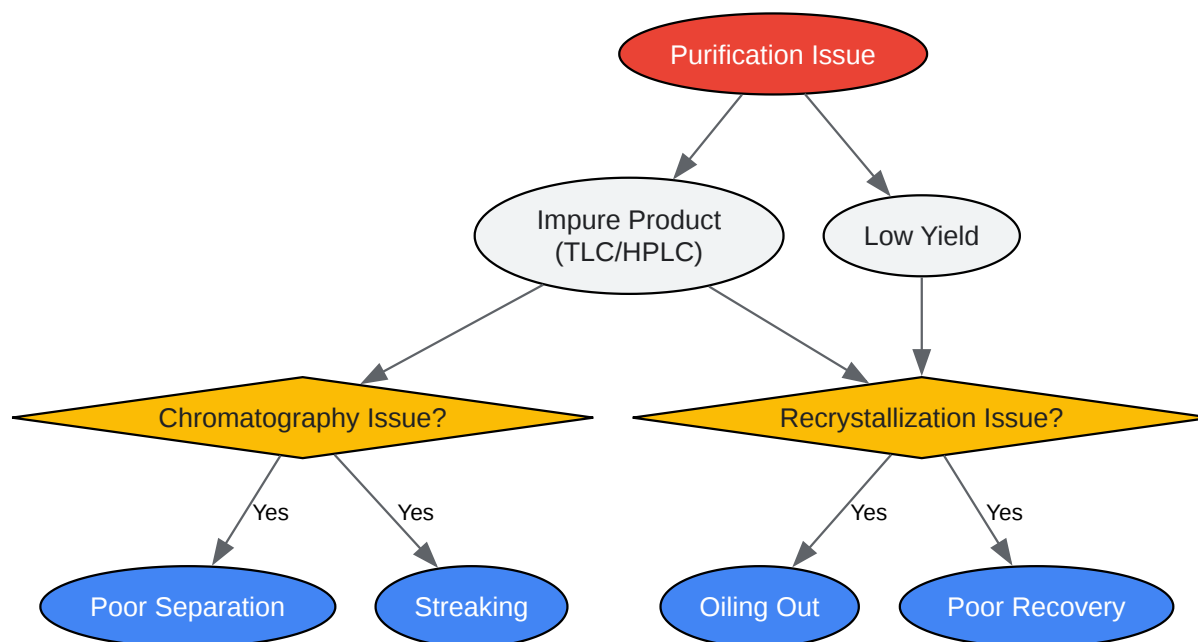 Purification Issue
Impure Product
(TLC/HPLC)
Low Yield
Chromatography Issue?
Recrystallization Issue?
Yes
Yes
Yes
Yes
Poor Separation
Streaking
Oiling Out
Poor Recovery